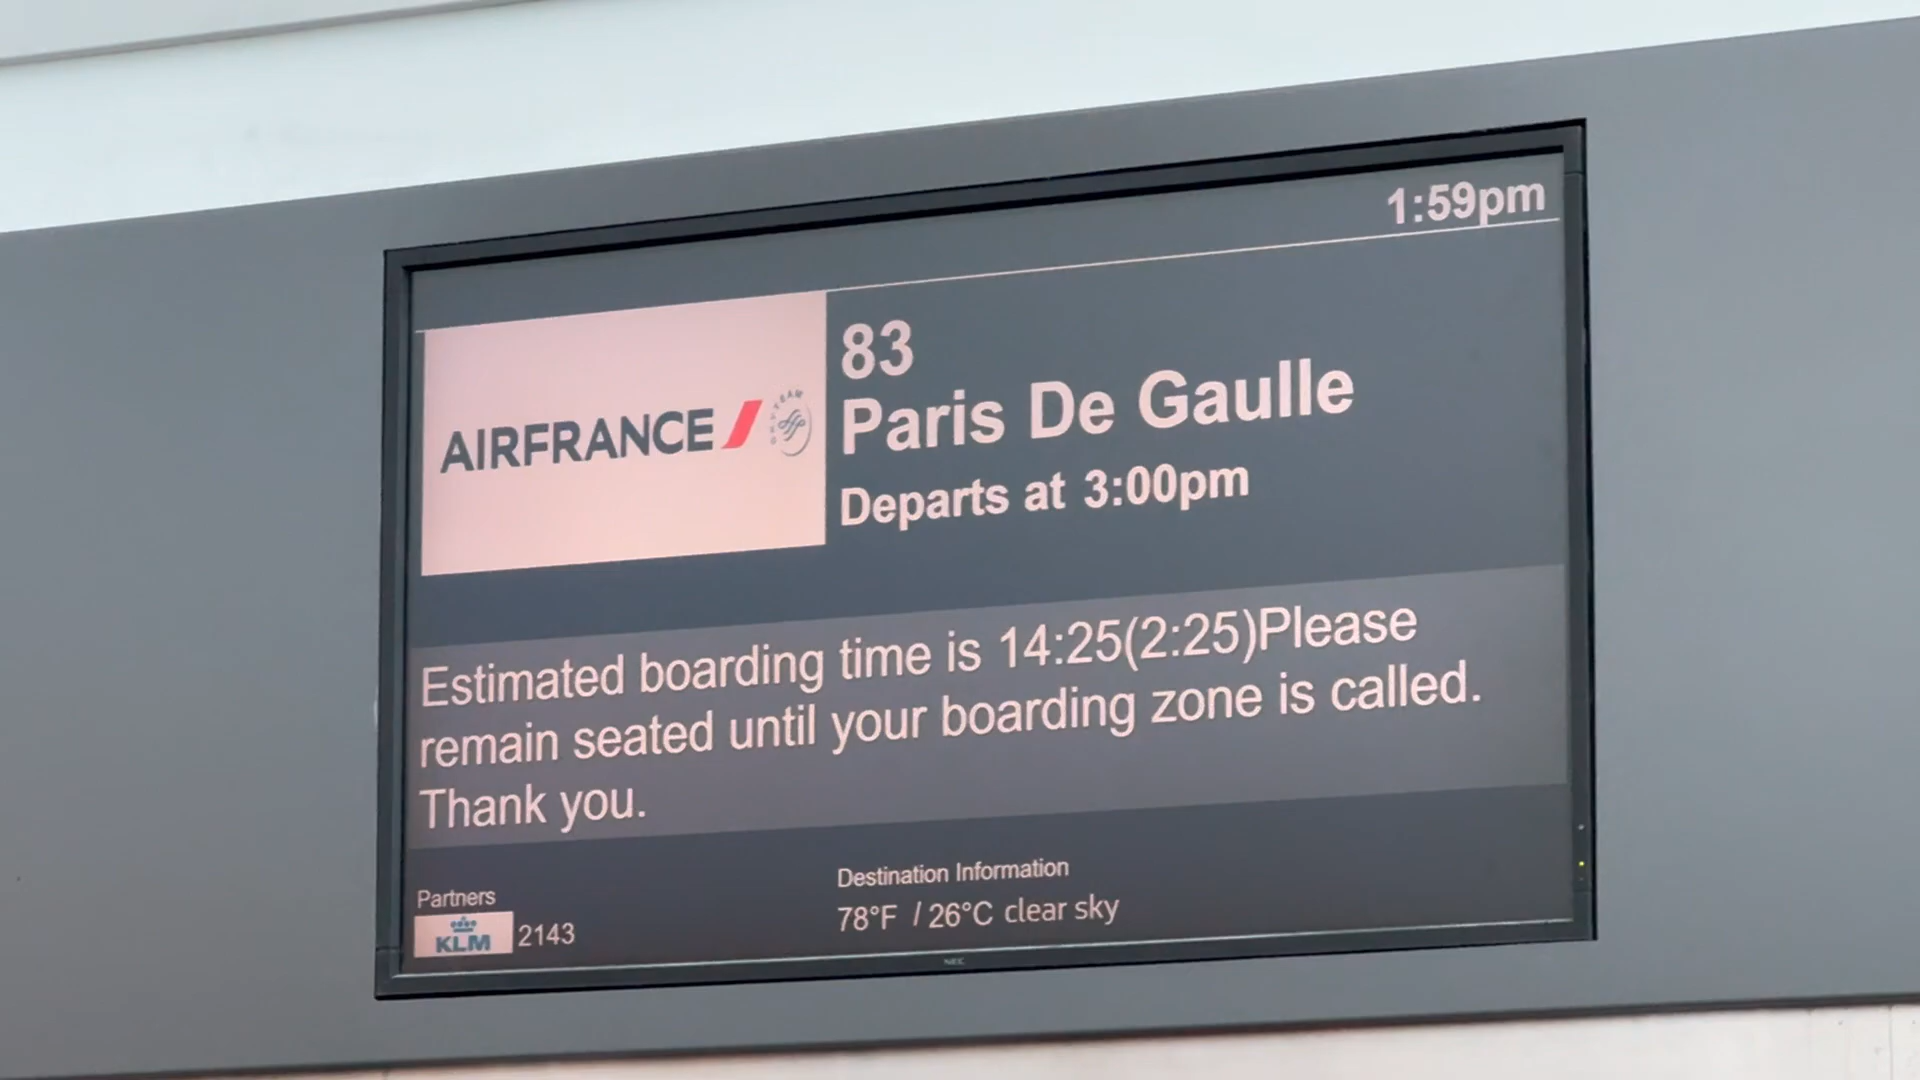 1:59pm
AIRFRANCE
SKYTEAM
83
Paris De Gaulle
Departs at 3:00pm
Estimated boarding time is 14:25(2:25)Please
remain seated until your boarding zone is called.
Thank you.
Partners
KLM 2143
Destination Information
78°F / 26°C clear sky
NEC